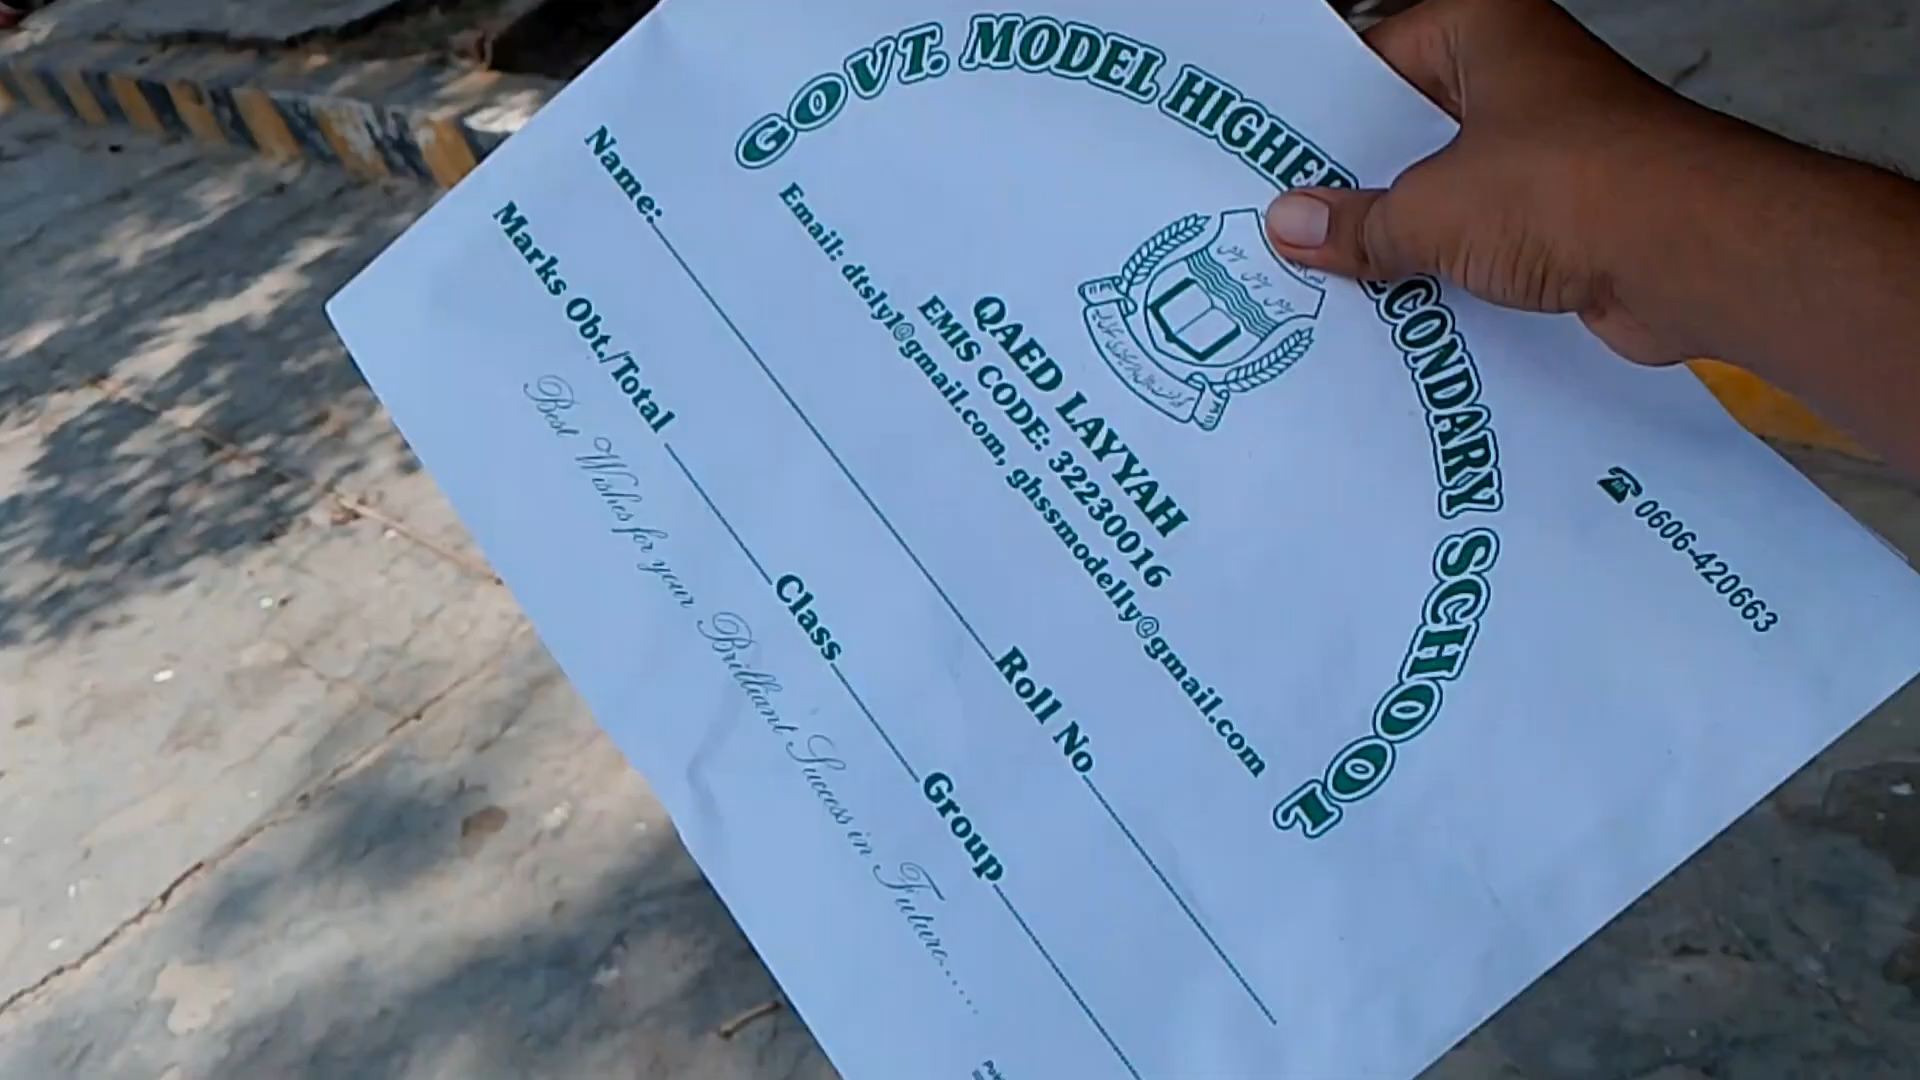 GOVT. MODEL HIGHER SECONDARY SCHOOL
☎ 0606-420663
QAED LAYYAH
EMIS CODE: 32230016
Email: dtsly1@gmail.com, ghssmodelly@gmail.com
Name: Roll No
Marks Obt./Total Class Group
Best Wishes for your Brilliant Success in Future......